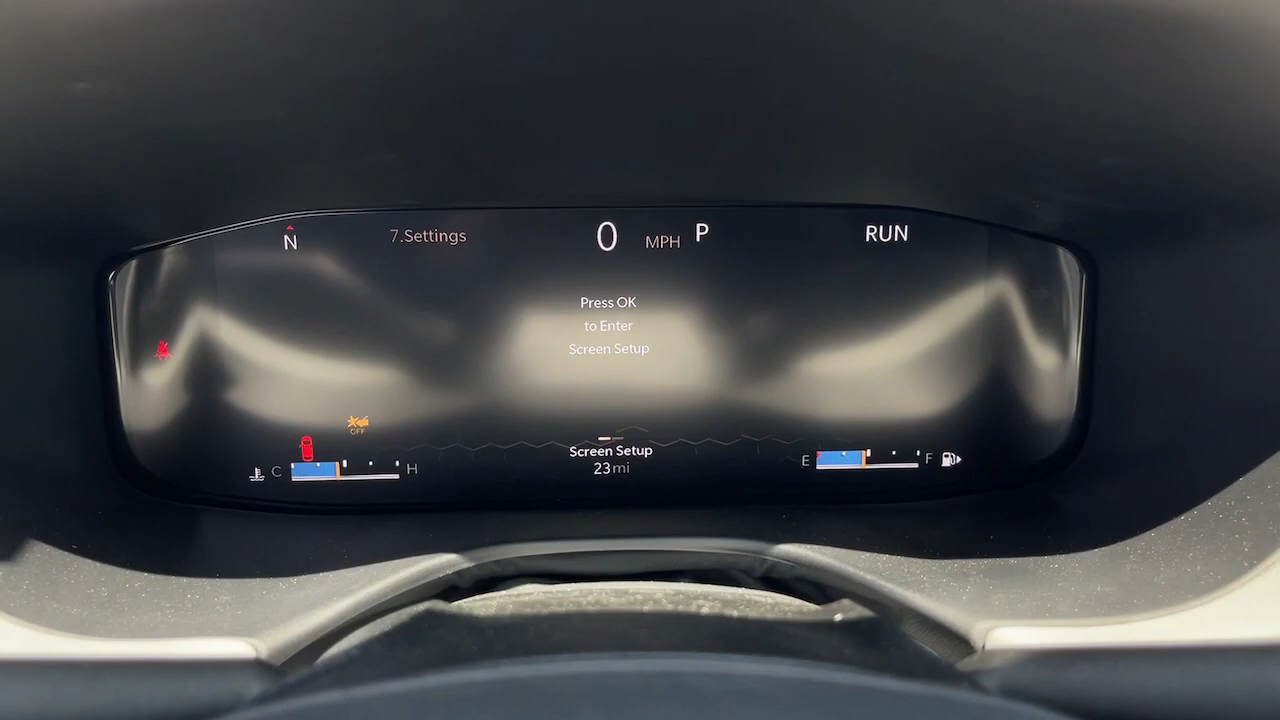 N
7.Settings
0 MPH P
RUN
Press OK
to Enter
Screen Setup
OFF
C H
Screen Setup
23 mi
E F